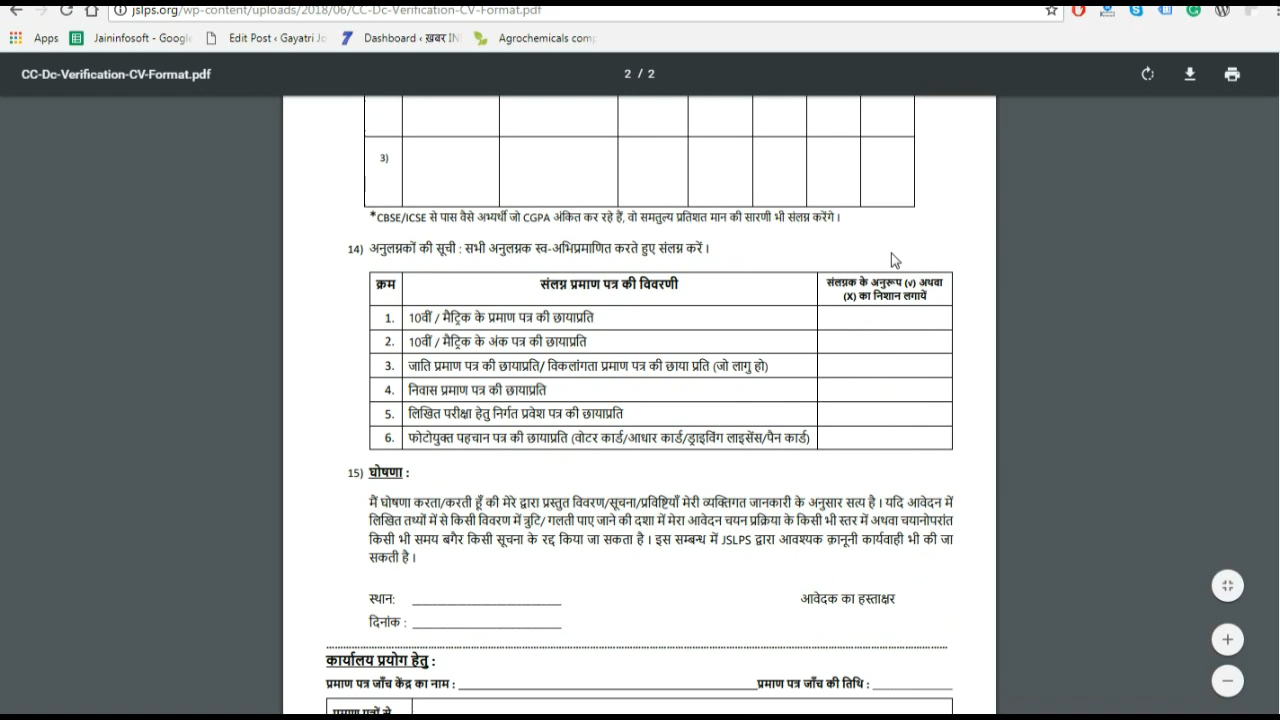 jslps.org/wp-content/uploads/2018/06/CC-Dc-Verification-CV-Format.pdf
Apps Jaininfosoft - Google Edit Post ‹ Gayatri Jo Dashboard ‹ ख़बर IN Agrochemicals com
CC-Dc-Verification-CV-Format.pdf 2 / 2
3)
*CBSE/ICSE से पास वैसे अभ्यर्थी जो CGPA अंकित कर रहे हैं, वो समतुल्य प्रतिशत मान की सारणी भी संलग्न करेंगे ।
14) अनुलग्नकों की सूची : सभी अनुलग्नक स्व-अभिप्रमाणित करते हुए संलग्न करें ।
क्रम संलग्न प्रमाण पत्र की विवरणी संलग्नक के अनुरूप (v) अथवा
(X) का निशान लगायें
1. 10वीं / मैट्रिक के प्रमाण पत्र की छायाप्रति
2. 10वीं / मैट्रिक के अंक पत्र की छायाप्रति
3. जाति प्रमाण पत्र की छायाप्रति/ विकलांगता प्रमाण पत्र की छाया प्रति (जो लागु हो)
4. निवास प्रमाण पत्र की छायाप्रति
5. लिखित परीक्षा हेतु निर्गत प्रवेश पत्र की छायाप्रति
6. फोटोयुक्त पहचान पत्र की छायाप्रति (वोटर कार्ड/आधार कार्ड/ड्राइविंग लाइसेंस/पैन कार्ड)
15) घोषणा :
मैं घोषणा करता/करती हूँ की मेरे द्वारा प्रस्तुत विवरण/सूचना/प्रविष्टियाँ मेरी व्यक्तिगत जानकारी के अनुसार सत्य है । यदि आवेदन में
लिखित तथ्यों में से किसी विवरण में त्रुटि/ गलती पाए जाने की दशा में मेरा आवेदन चयन प्रक्रिया के किसी भी स्तर में अथवा चयानोपरांत
किसी भी समय बगैर किसी सूचना के रद्द किया जा सकता है । इस सम्बन्ध में JSLPS द्वारा आवश्यक क़ानूनी कार्यवाही भी की जा
सकती है ।
स्थान: आवेदक का हस्ताक्षर
दिनांक :
कार्यालय प्रयोग हेतु :
प्रमाण पत्र जाँच केंद्र का नाम : प्रमाण पत्र जाँच की तिथि :